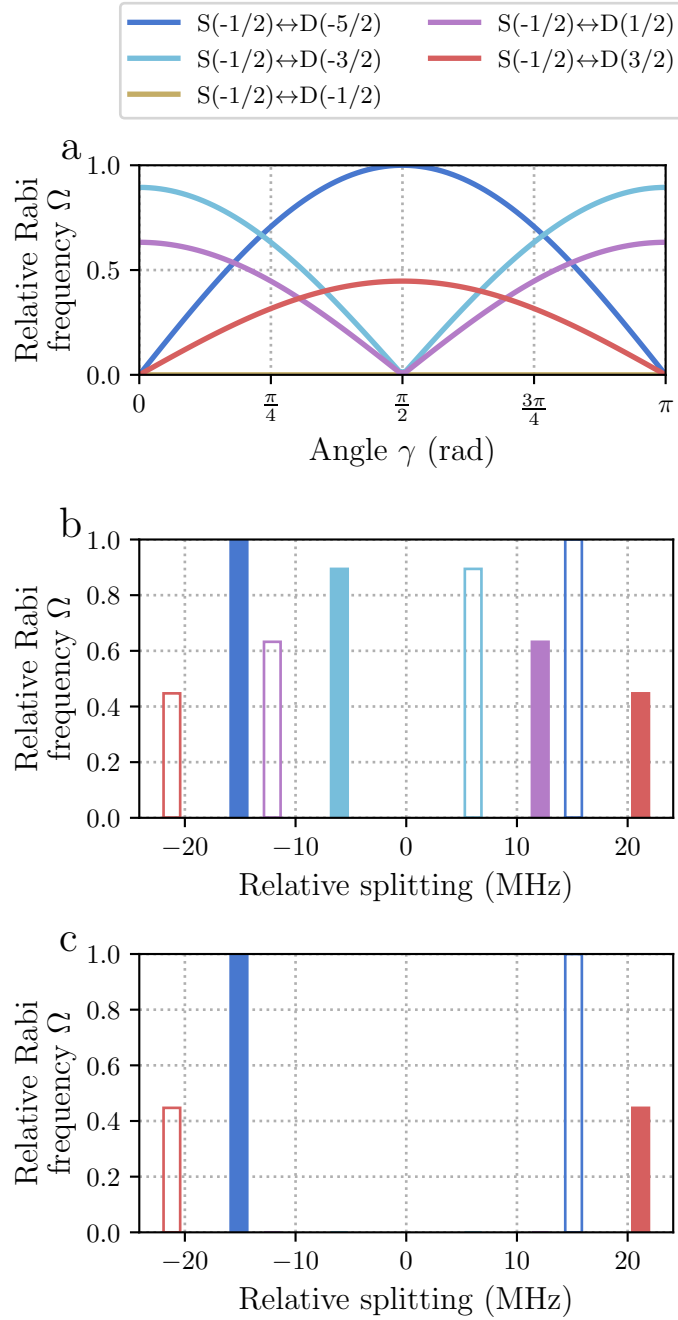 S(-1/2)↔D(-5/2) S(-1/2)↔D(1/2)
S(-1/2)↔D(-3/2) S(-1/2)↔D(3/2)
S(-1/2)↔D(-1/2)
a
Relative Rabi
frequency Ω
1.0
0.5
0.0
0 π/4 π/2 3π/4 π
Angle γ (rad)
b
Relative Rabi
frequency Ω
1.0
0.8
0.6
0.4
0.2
0.0
−20 −10 0 10 20
Relative splitting (MHz)
c
Relative Rabi
frequency Ω
1.0
0.8
0.6
0.4
0.2
0.0
−20 −10 0 10 20
Relative splitting (MHz)